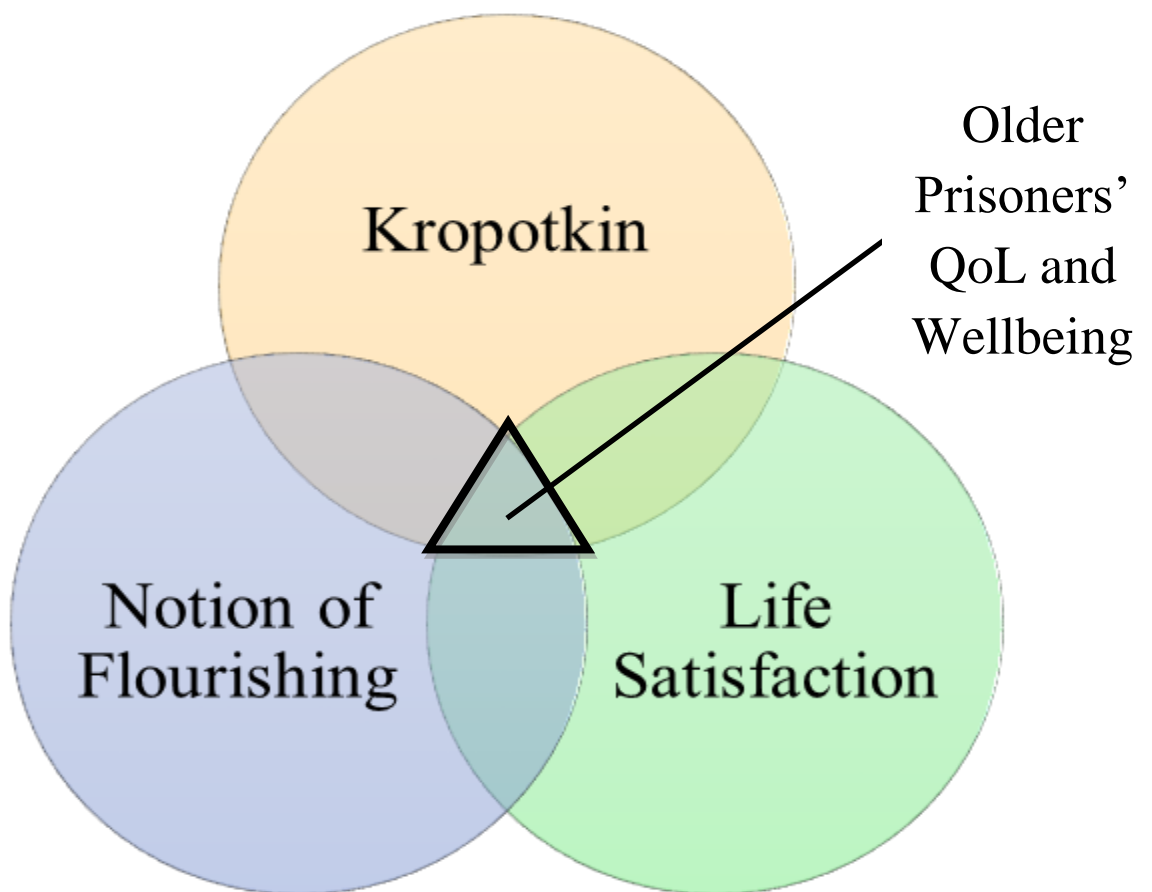 Kropotkin
Older
Prisoners’
QoL and
Wellbeing
Notion of
Flourishing
Life
Satisfaction